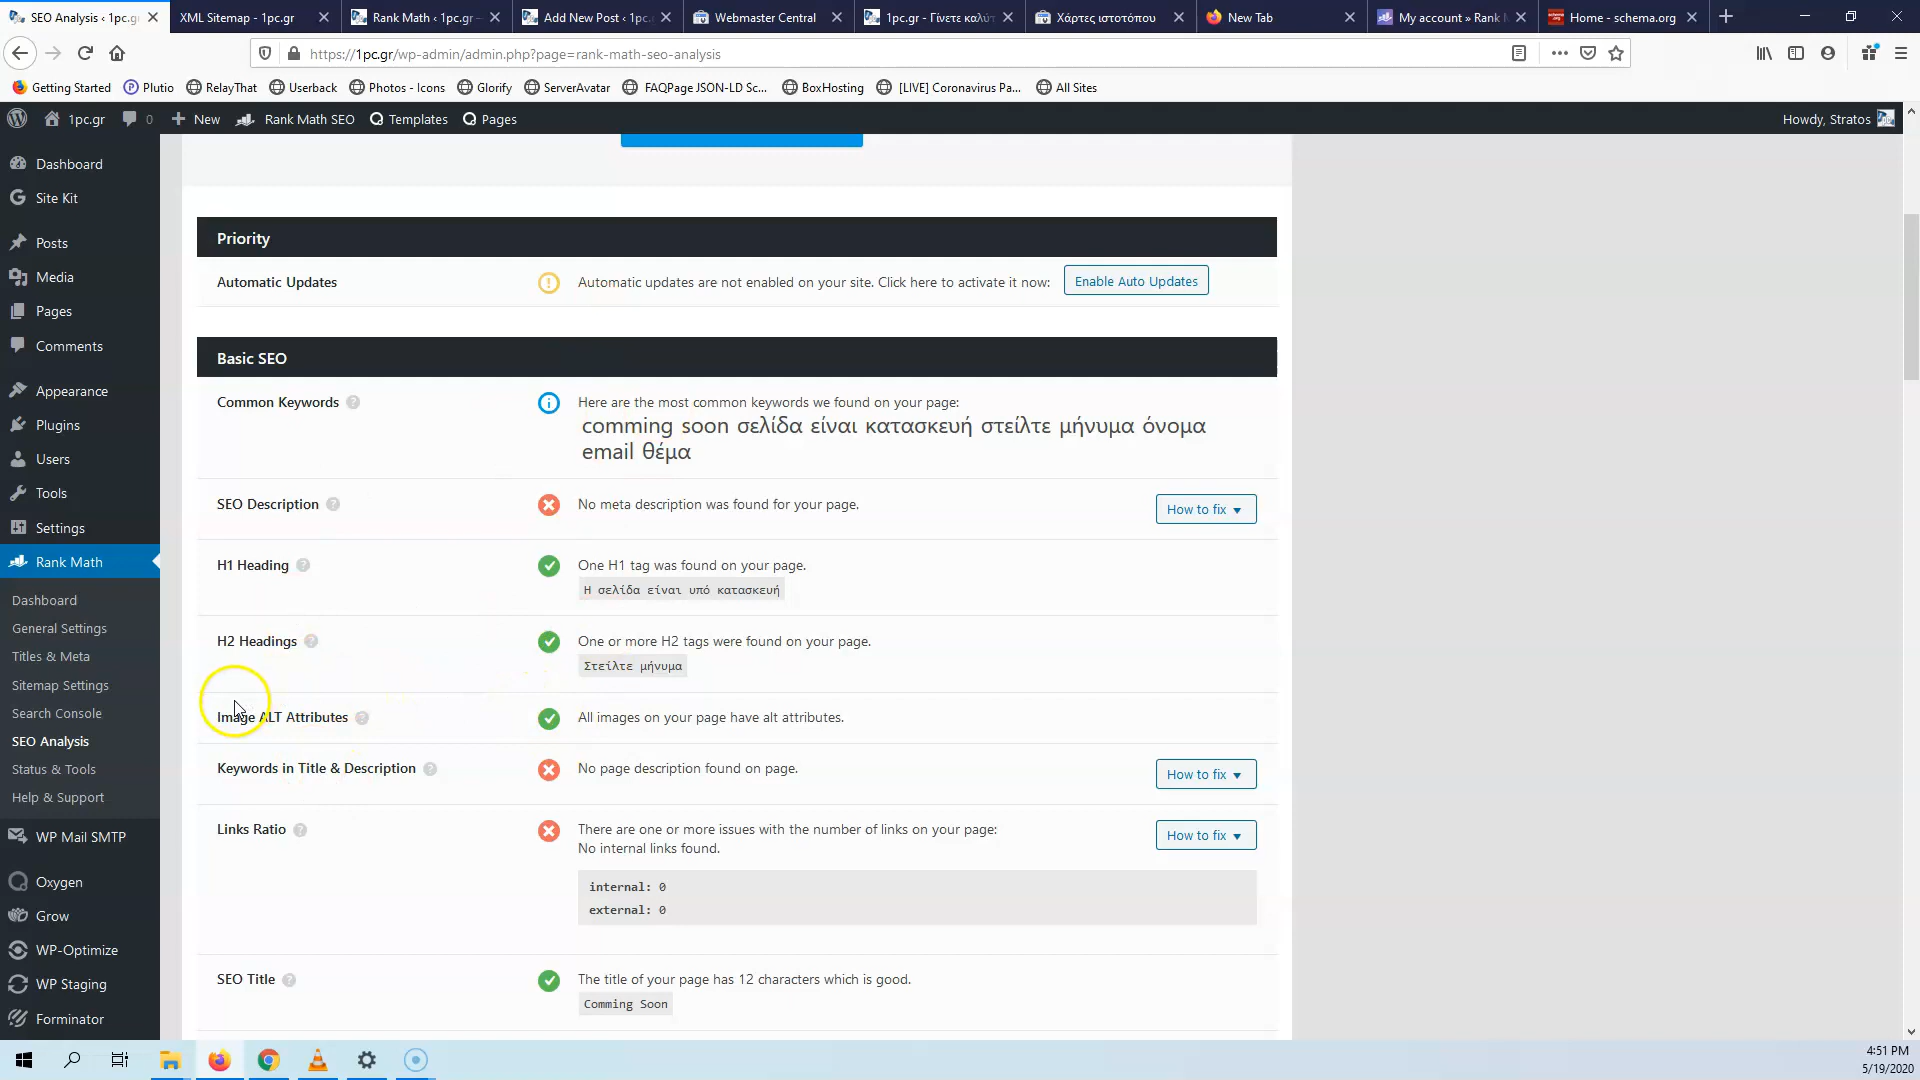 SEO Analysis ‹ 1pc.gr
XML Sitemap - 1pc.gr
Rank Math ‹ 1pc.gr —
Add New Post ‹ 1pc.
Webmaster Central
1pc.gr - Γίνετε καλύτ
Χάρτες ιστοτόπου
New Tab
My account » Rank M
Home - schema.org
https://1pc.gr/wp-admin/admin.php?page=rank-math-seo-analysis
Getting Started
Plutio
RelayThat
Userback
Photos - Icons
Glorify
ServerAvatar
FAQPage JSON-LD Sc...
BoxHosting
[LIVE] Coronavirus Pa...
All Sites
1pc.gr
0
New
Rank Math SEO
Templates
Pages
Howdy, Stratos
Dashboard
Site Kit
Posts
Media
Pages
Comments
Appearance
Plugins
Users
Tools
Settings
Rank Math
Dashboard
General Settings
Titles & Meta
Sitemap Settings
Search Console
SEO Analysis
Status & Tools
Help & Support
WP Mail SMTP
Oxygen
Grow
WP-Optimize
WP Staging
Forminator
Priority
Automatic Updates
Automatic updates are not enabled on your site. Click here to activate it now:
Enable Auto Updates
Basic SEO
Common Keywords
Here are the most common keywords we found on your page:
comming soon σελίδα είναι κατασκευή στείλτε μήνυμα όνομα
email θέμα
SEO Description
No meta description was found for your page.
How to fix
H1 Heading
One H1 tag was found on your page.
Η σελίδα είναι υπό κατασκευή
H2 Headings
One or more H2 tags were found on your page.
Στείλτε μήνυμα
Image ALT Attributes
All images on your page have alt attributes.
Keywords in Title & Description
No page description found on page.
How to fix
Links Ratio
There are one or more issues with the number of links on your page:
No internal links found.
How to fix
internal: 0
external: 0
SEO Title
The title of your page has 12 characters which is good.
Comming Soon
4:51 PM
5/19/2020